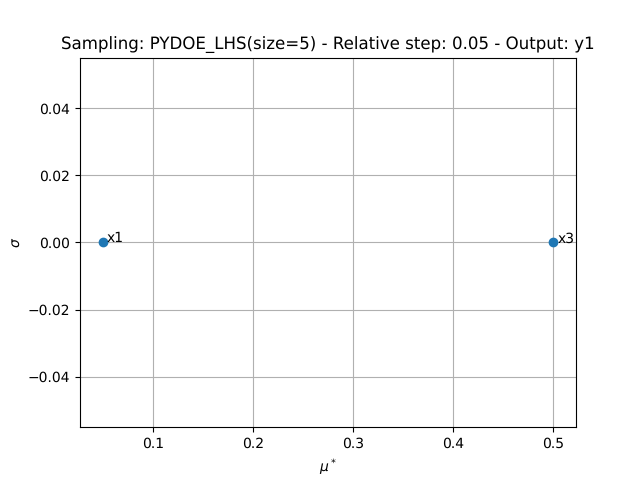 Sampling: PYDOE_LHS(size=5) - Relative step: 0.05 - Output: y1
0.04
0.02
0.00
−0.02
−0.04
σ
x1
x3
0.1
0.2
0.3
0.4
0.5
μ*